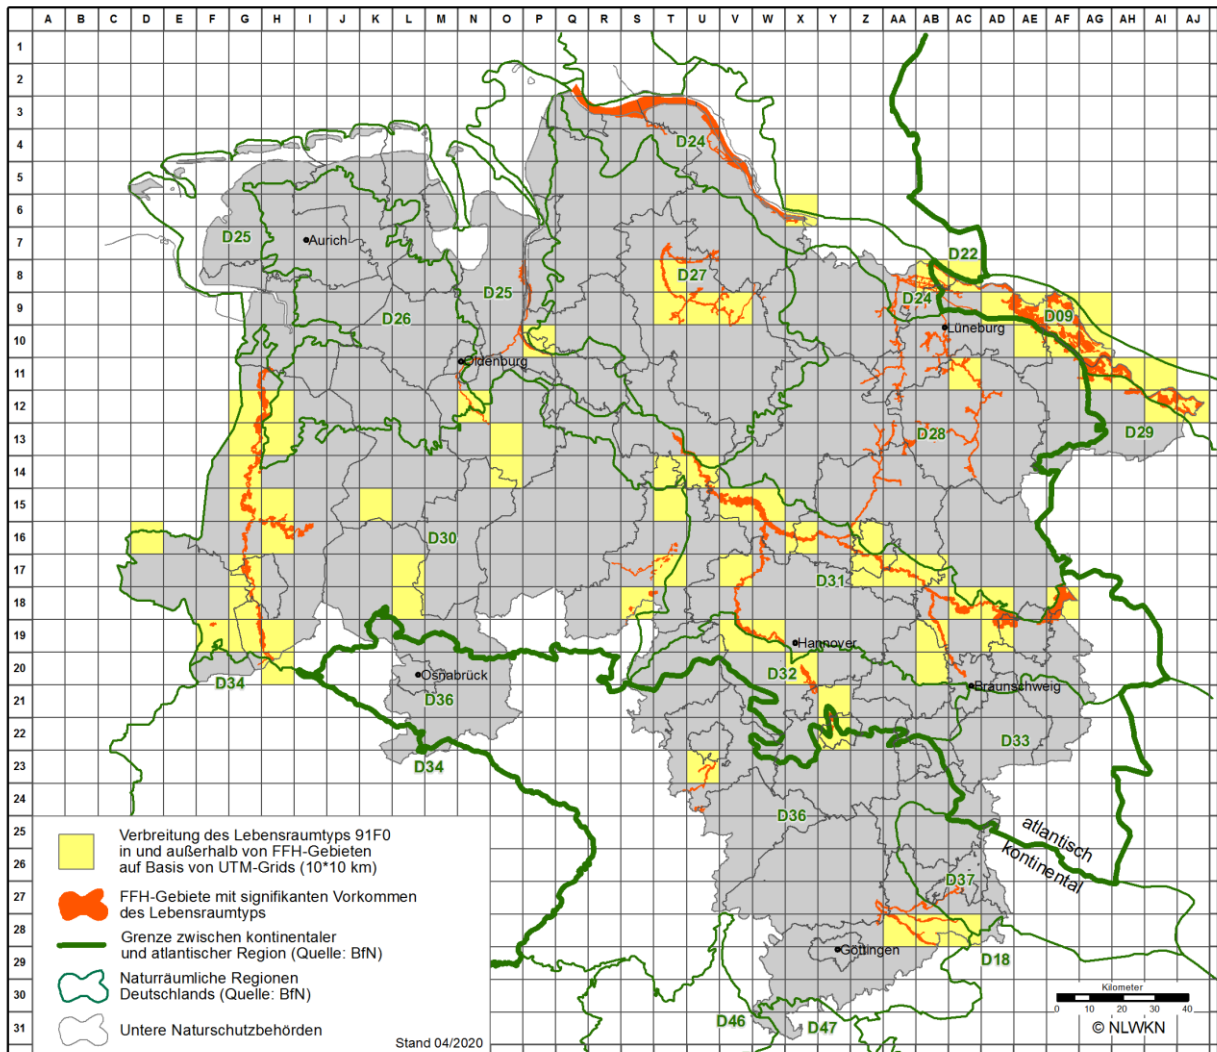 A B C D E F G H I J K L M N O P Q R S T U V W X Y Z AA AB AC AD AE AF AG AH AI AJ
1
2
3
D24
4
5
6
D25
Aurich
7
D22
8
D27
D25
D24
9
D26
D09
Lüneburg
10
Oldenburg
11
12
D28
D29
13
14
15
16
D30
17
D31
18
19
Hannover
20
D32
D34
Osnabrück
Braunschweig
D36
21
22
D33
D34
23
24
D36
25
atlantisch
kontinental
26
D37
27
28
Göttingen
29
D18
30
31
D46
D47
Verbreitung des Lebensraumtyps 91F0
in und außerhalb von FFH-Gebieten
auf Basis von UTM-Grids (10*10 km)
FFH-Gebiete mit signifikanten Vorkommen
des Lebensraumtyps
Grenze zwischen kontinentaler
und atlantischer Region (Quelle: BfN)
Naturräumliche Regionen
Deutschlands (Quelle: BfN)
Untere Naturschutzbehörden
Stand 04/2020
Kilometer
0 10 20 30 40
© NLWKN